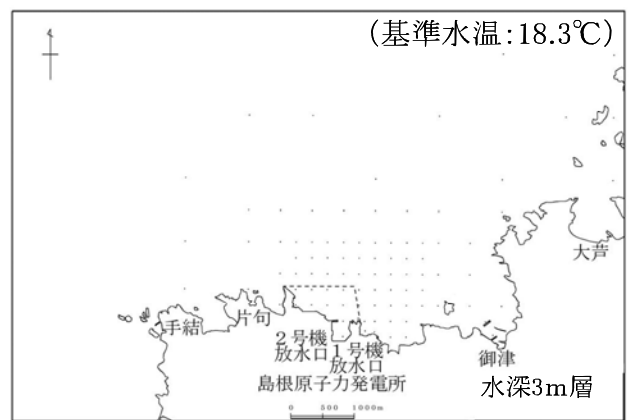 (基準水温:18.3℃)
大芦
片句
手結
2号機
放水口
1号機
放水口
御津
島根原子力発電所
水深3m層
0 500 1000m